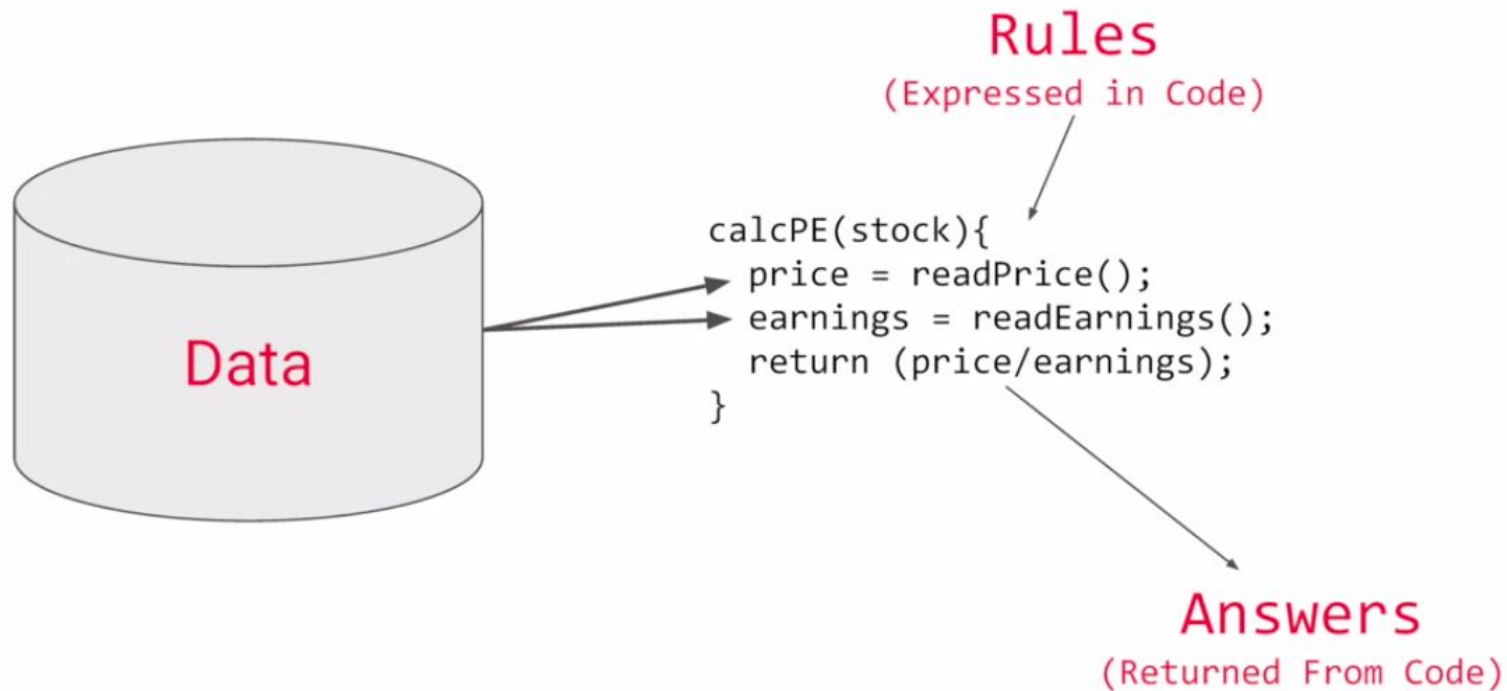 Rules
(Expressed in Code)
Data
calcPE(stock){
  price = readPrice();
  earnings = readEarnings();
  return (price/earnings);
}
Answers
(Returned From Code)